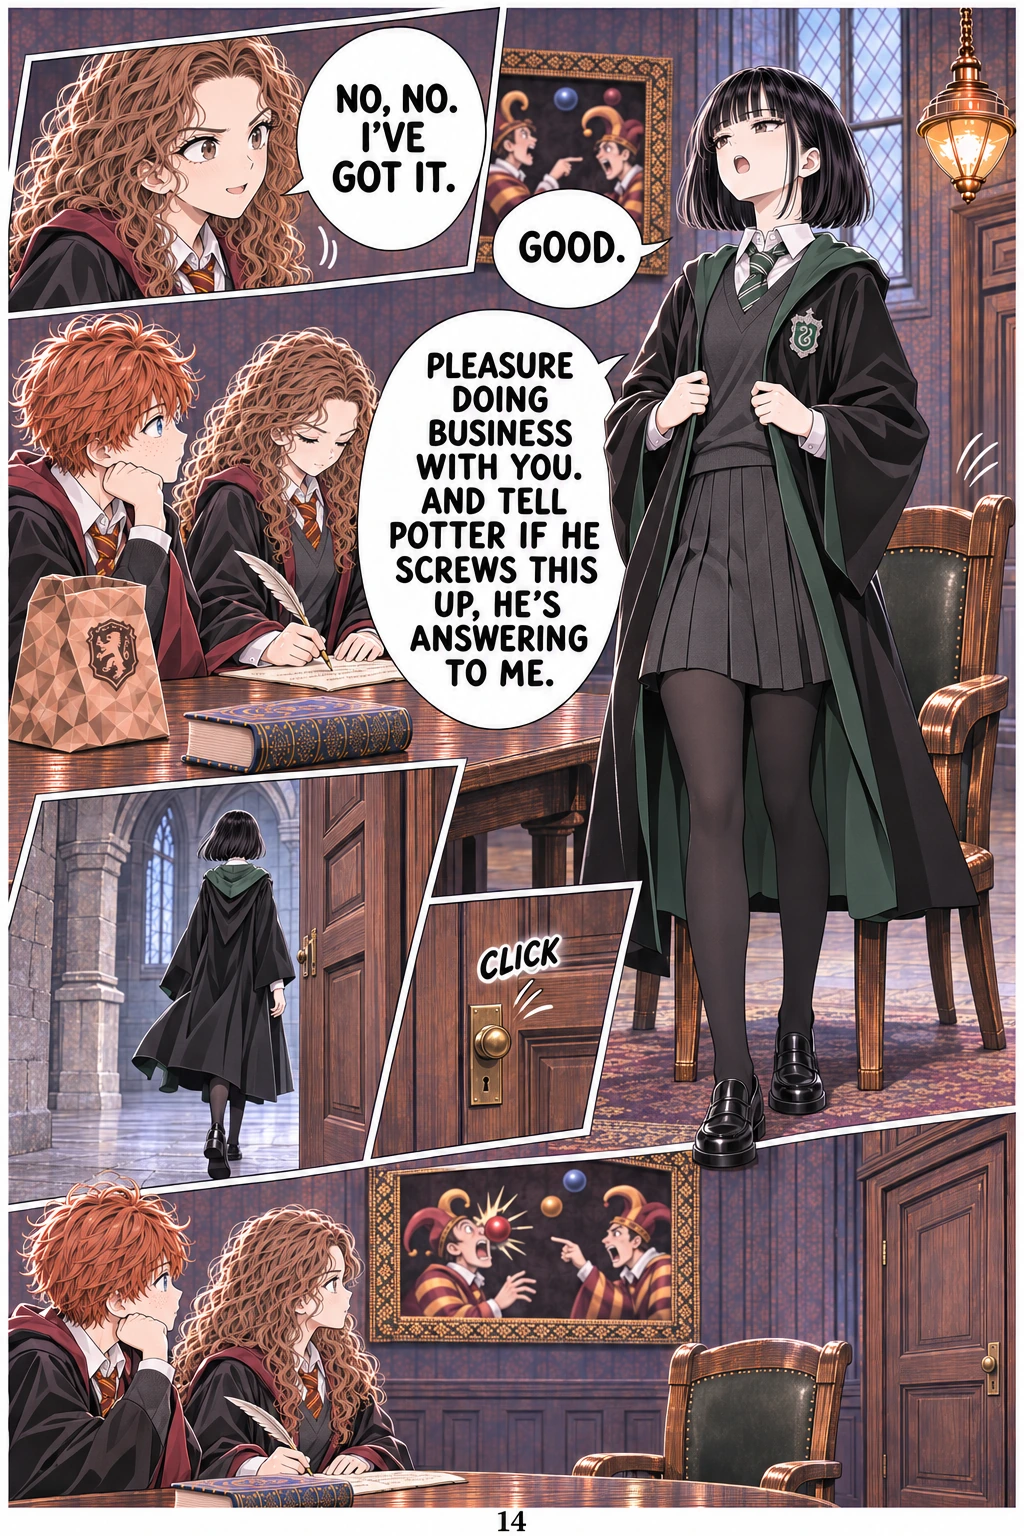 NO, NO.
I'VE
GOT IT.
GOOD.
PLEASURE
DOING
BUSINESS
WITH YOU.
AND TELL
POTTER IF HE
SCREWS THIS
UP, HE'S
ANSWERING
TO ME.
CLICK
14